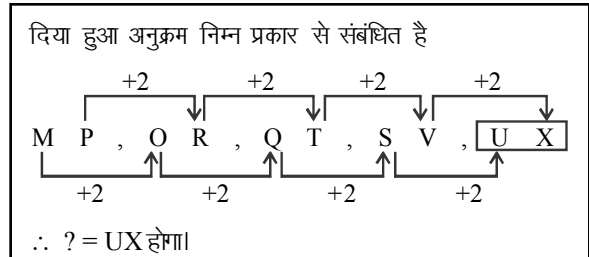 दिया हुआ अनुक्रम निम्न प्रकार से संबंधित है
+2 +2 +2 +2
M P , O R , Q T , S V , U X
+2 +2 +2 +2
∴ ? = UX होगा।